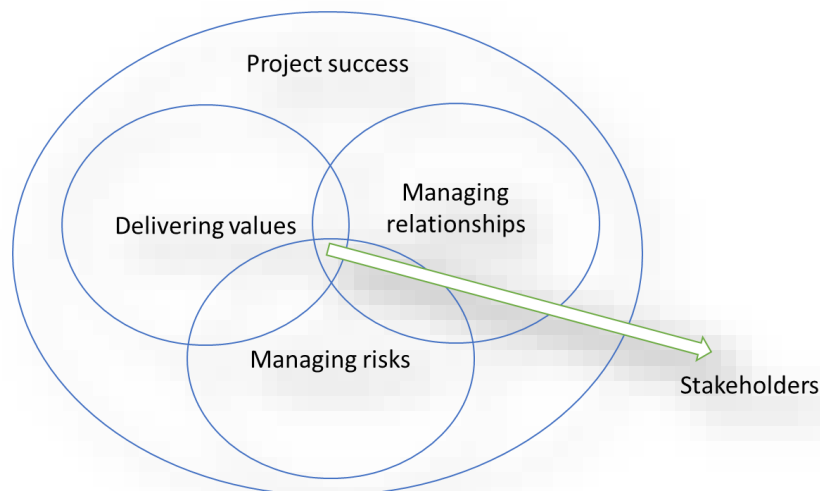 Project success
Delivering values
Managing
relationships
Managing risks
Stakeholders